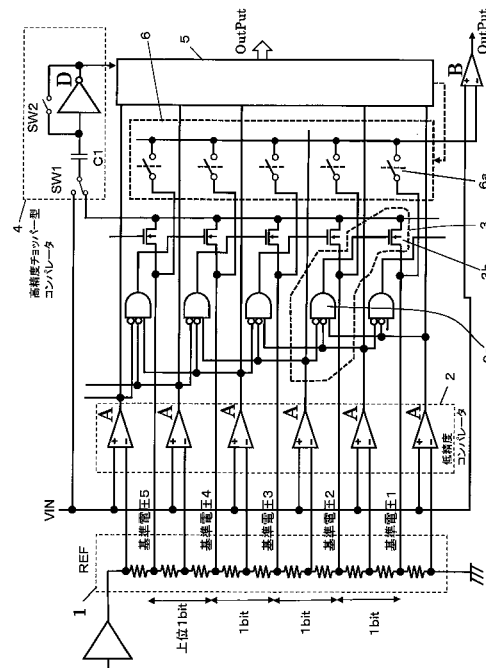 4
高精度チョッパー型
コンパレータ
SW2
D
SW1
C1
6
5
OutPut
B
OutPut
6a
3
3b
2
A
A
A
A
A
A
低精度
コンパレータ
VIN
REF
1
基準電圧5
基準電圧4
基準電圧3
基準電圧2
基準電圧1
上位1bit
1bit
1bit
1bit